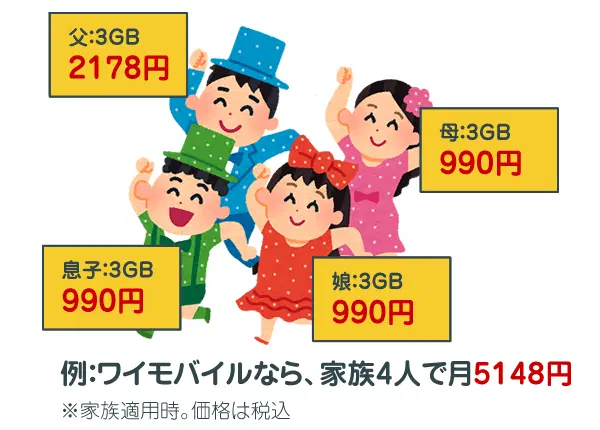 父:3GB
2178円
母:3GB
990円
息子:3GB
990円
娘:3GB
990円
例:ワイモバイルなら、家族4人で月5148円
※家族適用時。価格は税込